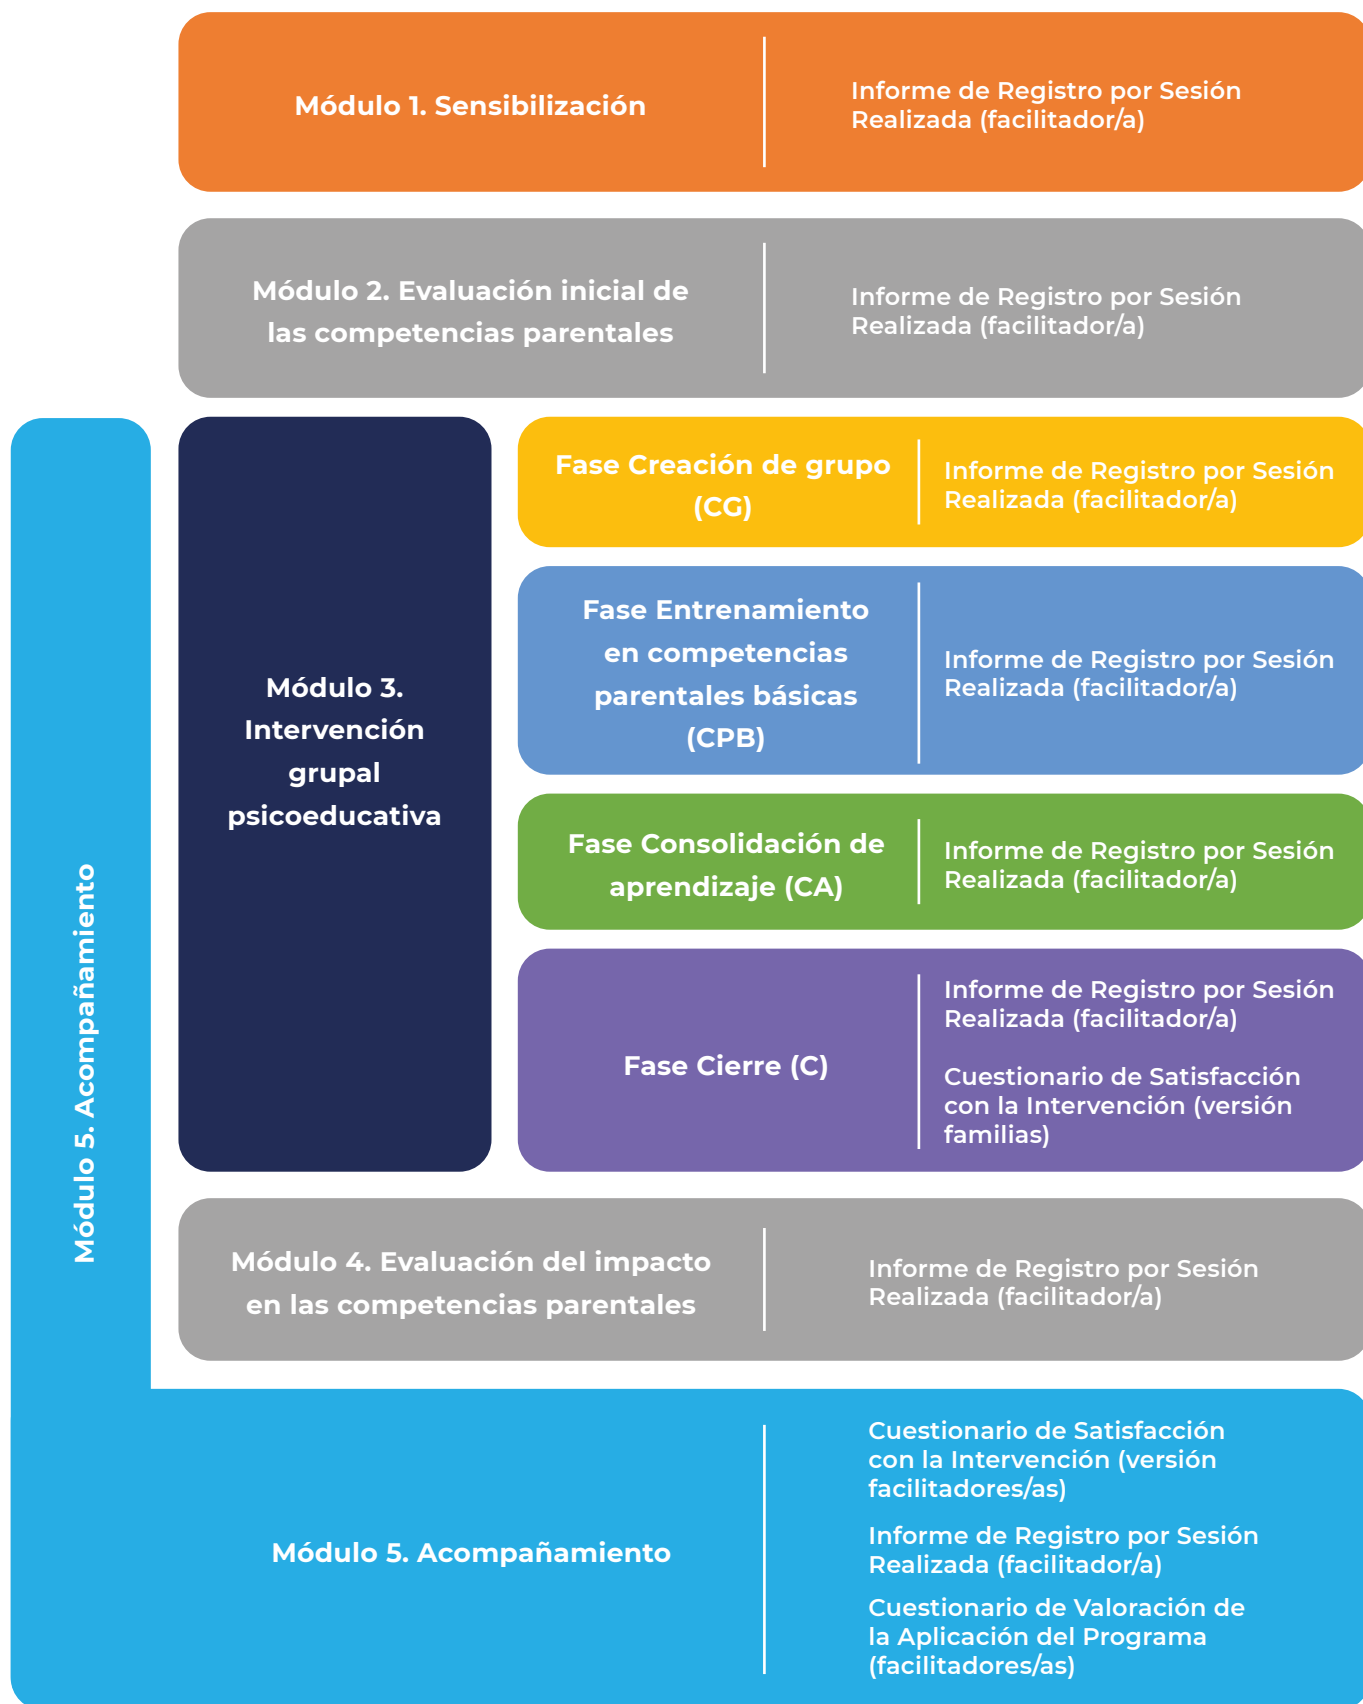 Módulo 1. Sensibilización
Informe de Registro por Sesión
Realizada (facilitador/a)
Módulo 2. Evaluación inicial de
las competencias parentales
Informe de Registro por Sesión
Realizada (facilitador/a)
Módulo 3.
Intervención
grupal
psicoeducativa
Fase Creación de grupo
(CG)
Informe de Registro por Sesión
Realizada (facilitador/a)
Fase Entrenamiento
en competencias
parentales básicas
(CPB)
Informe de Registro por Sesión
Realizada (facilitador/a)
Fase Consolidación de
aprendizaje (CA)
Informe de Registro por Sesión
Realizada (facilitador/a)
Fase Cierre (C)
Informe de Registro por Sesión
Realizada (facilitador/a)
Cuestionario de Satisfacción
con la Intervención (versión
familias)
Módulo 4. Evaluación del impacto
en las competencias parentales
Informe de Registro por Sesión
Realizada (facilitador/a)
Módulo 5. Acompañamiento
Módulo 5. Acompañamiento
Cuestionario de Satisfacción
con la Intervención (versión
facilitadores/as)
Informe de Registro por Sesión
Realizada (facilitador/a)
Cuestionario de Valoración de
la Aplicación del Programa
(facilitadores/as)